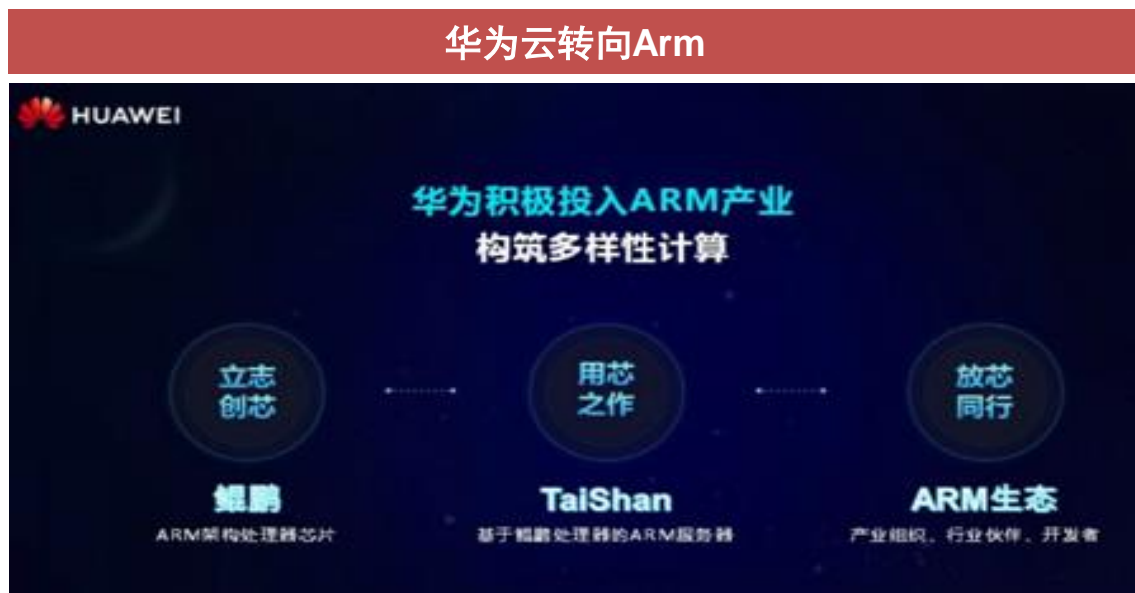 华为云转向Arm
HUAWEI
华为积极投入ARM产业
构筑多样性计算
立志
创芯
用芯
之作
放芯
同行
鲲鹏
TaiShan
ARM生态
ARM架构处理器芯片
基于鲲鹏处理器的ARM服务器
产业组织、行业伙伴、开发者